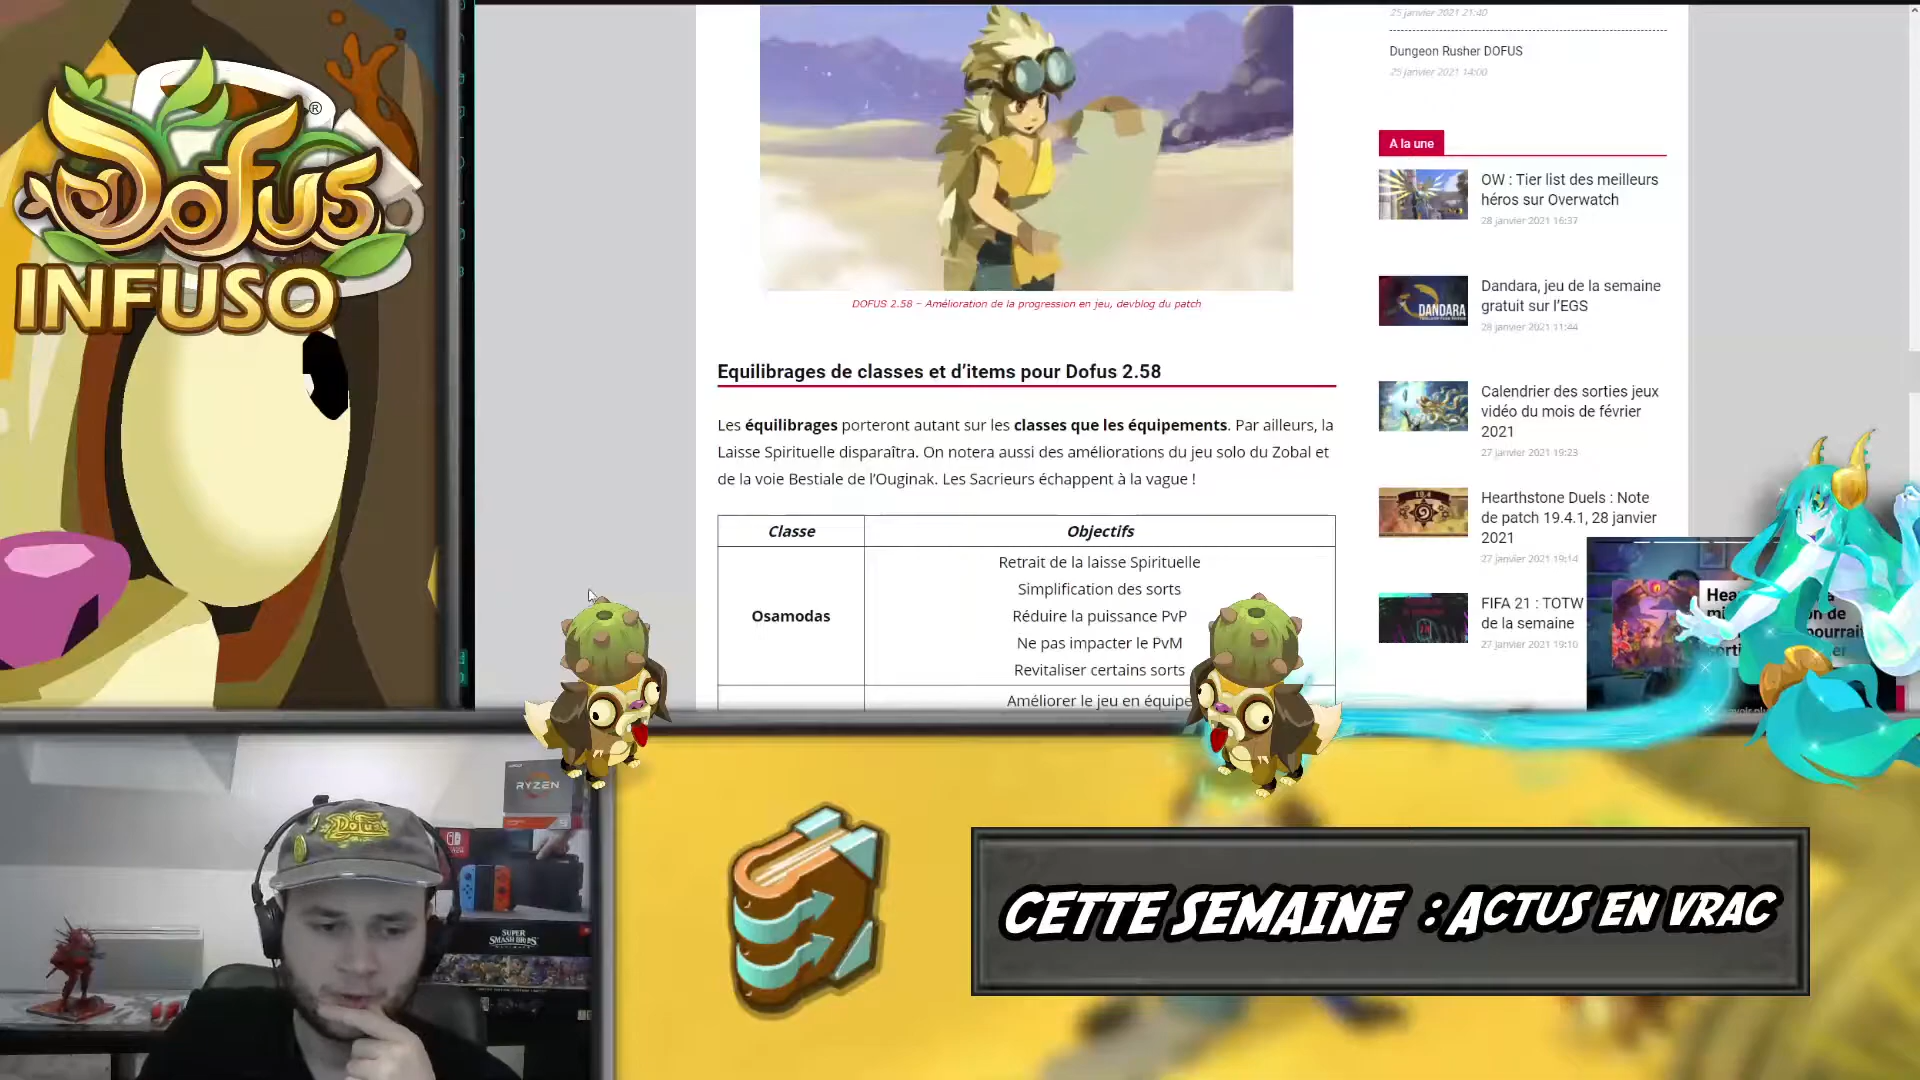 Dofus
®
INFUSO
DOFUS 2.58 – Amélioration de la progression en jeu, devblog du patch
Equilibrages de classes et d’items pour Dofus 2.58
Les équilibrages porteront autant sur les classes que les équipements. Par ailleurs, la
Laisse Spirituelle disparaîtra. On notera aussi des améliorations du jeu solo du Zobal et
de la voie Bestiale de l’Ouginak. Les Sacrieurs échappent à la vague !
Classe
Objectifs
Osamodas
Retrait de la laisse Spirituelle
Simplification des sorts
Réduire la puissance PvP
Ne pas impacter le PvM
Revitaliser certains sorts
Améliorer le jeu en équipe
25 janvier 2021 21:40
Dungeon Rusher DOFUS
25 janvier 2021 14:00
A la une
OW : Tier list des meilleurs
héros sur Overwatch
28 janvier 2021 16:37
DANDARA
Dandara, jeu de la semaine
gratuit sur l’EGS
28 janvier 2021 11:44
Calendrier des sorties jeux
vidéo du mois de février
2021
27 janvier 2021 19:23
19.4
Hearthstone Duels : Note
de patch 19.4.1, 28 janvier
2021
27 janvier 2021 19:14
FIFA 21 : TOTW
de la semaine
27 janvier 2021 19:10
RYZEN
Dofus
SUPER
SMASH BROS
CETTE SEMAINE : ACTUS EN VRAC